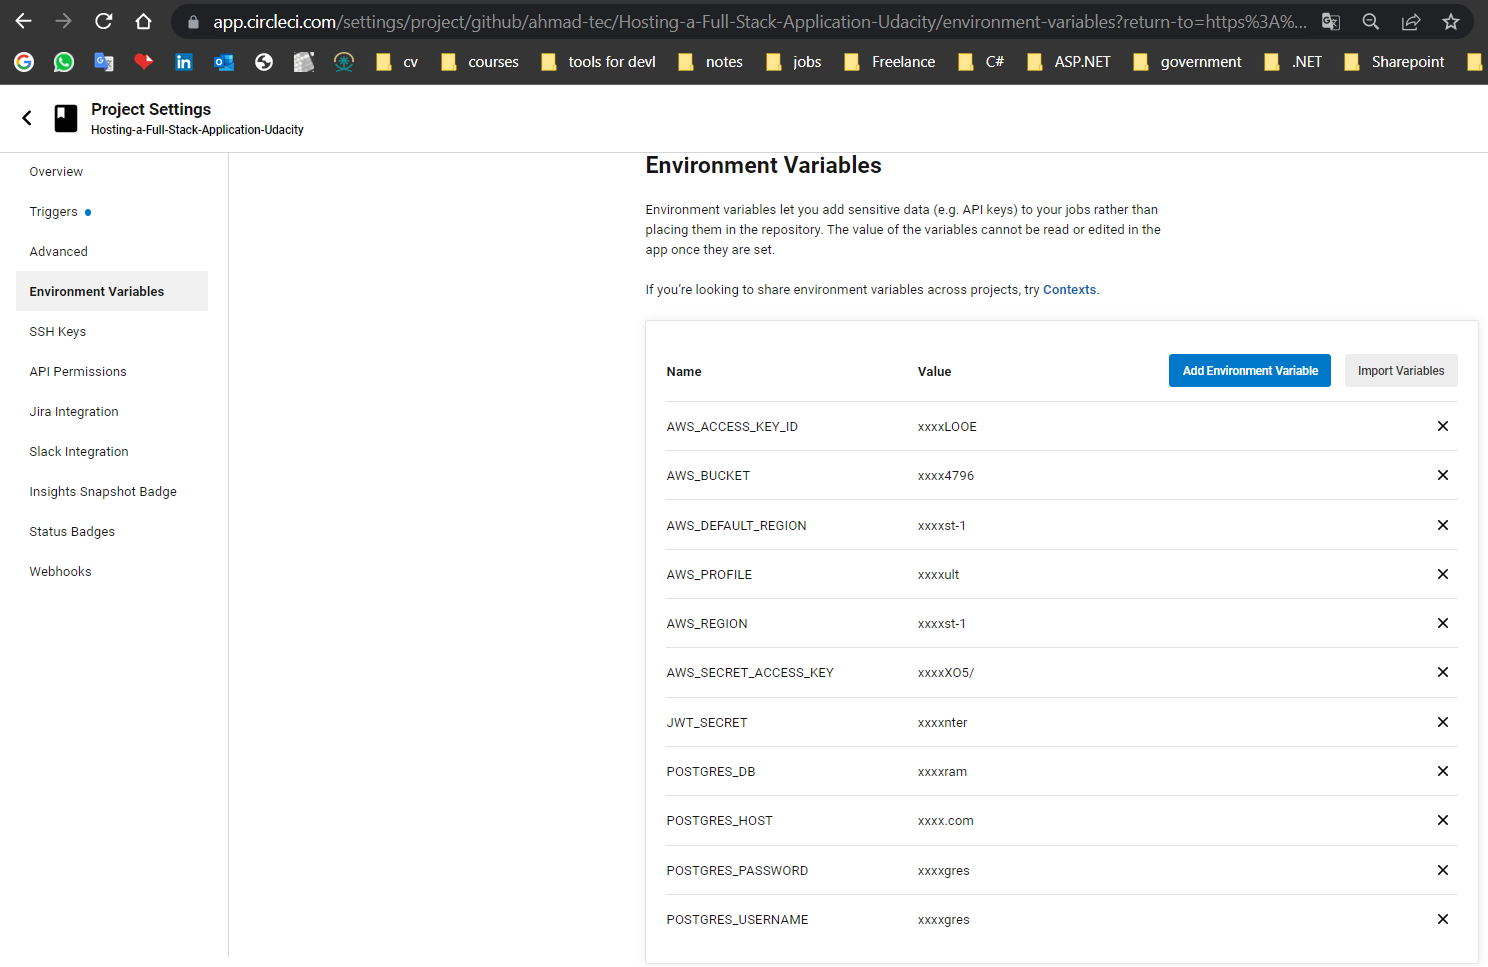 app.circleci.com/settings/project/github/ahmad-tec/Hosting-a-Full-Stack-Application-Udacity/environment-variables?return-to=https%3A%...
cv courses tools for devl notes jobs Freelance C# ASP.NET government .NET Sharepoint
Project Settings
Hosting-a-Full-Stack-Application-Udacity
Overview
Triggers
Advanced
Environment Variables
SSH Keys
API Permissions
Jira Integration
Slack Integration
Insights Snapshot Badge
Status Badges
Webhooks
Environment Variables
Environment variables let you add sensitive data (e.g. API keys) to your jobs rather than
placing them in the repository. The value of the variables cannot be read or edited in the
app once they are set.
If you're looking to share environment variables across projects, try Contexts.
Name Value Add Environment Variable Import Variables
AWS_ACCESS_KEY_ID xxxxLOOE
AWS_BUCKET xxxx4796
AWS_DEFAULT_REGION xxxxst-1
AWS_PROFILE xxxxult
AWS_REGION xxxxst-1
AWS_SECRET_ACCESS_KEY xxxxXO5/
JWT_SECRET xxxxnter
POSTGRES_DB xxxxram
POSTGRES_HOST xxxx.com
POSTGRES_PASSWORD xxxxgres
POSTGRES_USERNAME xxxxgres